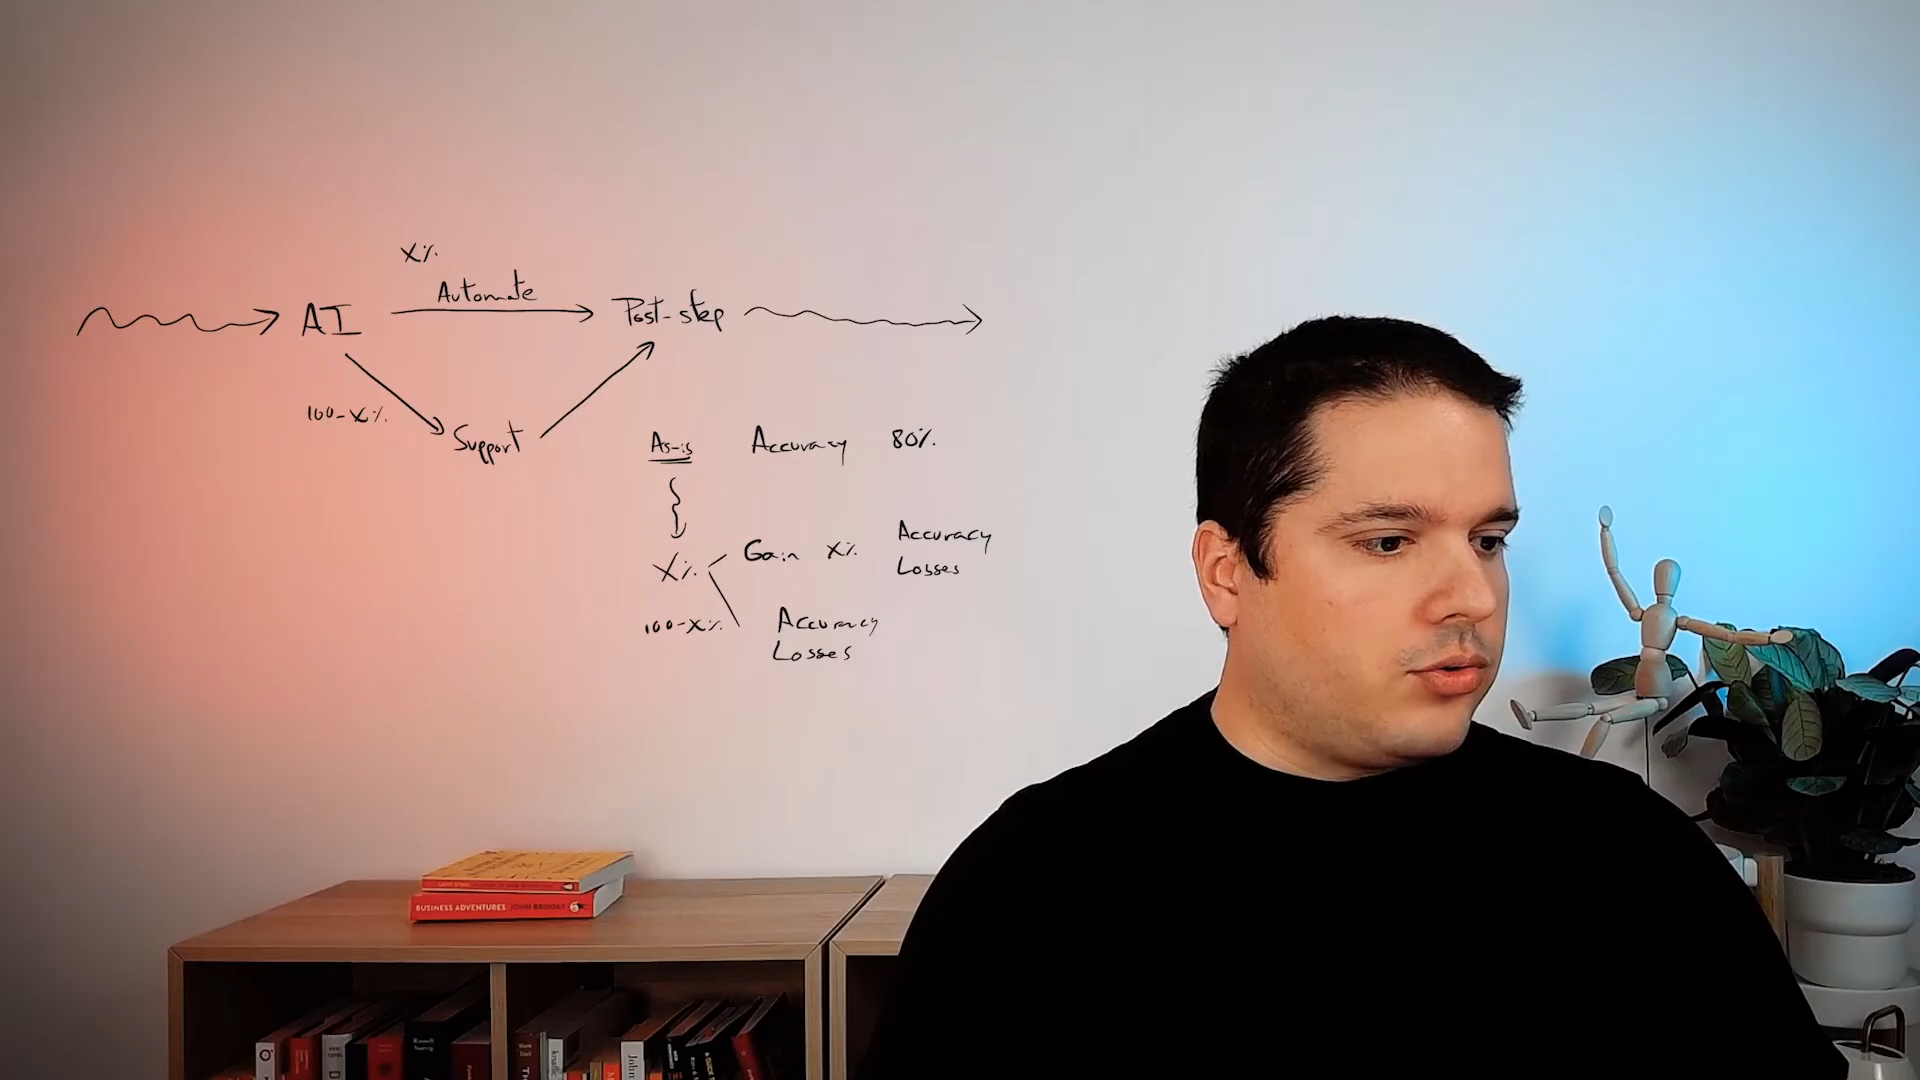 X%
Automate
AI
Post-step
100-X%
Support
As-is Accuracy 80%
X% Gain X% Accuracy
Losses
100-X% Accuracy
Losses
BUSINESS ADVENTURES JOHN BROOKS
John